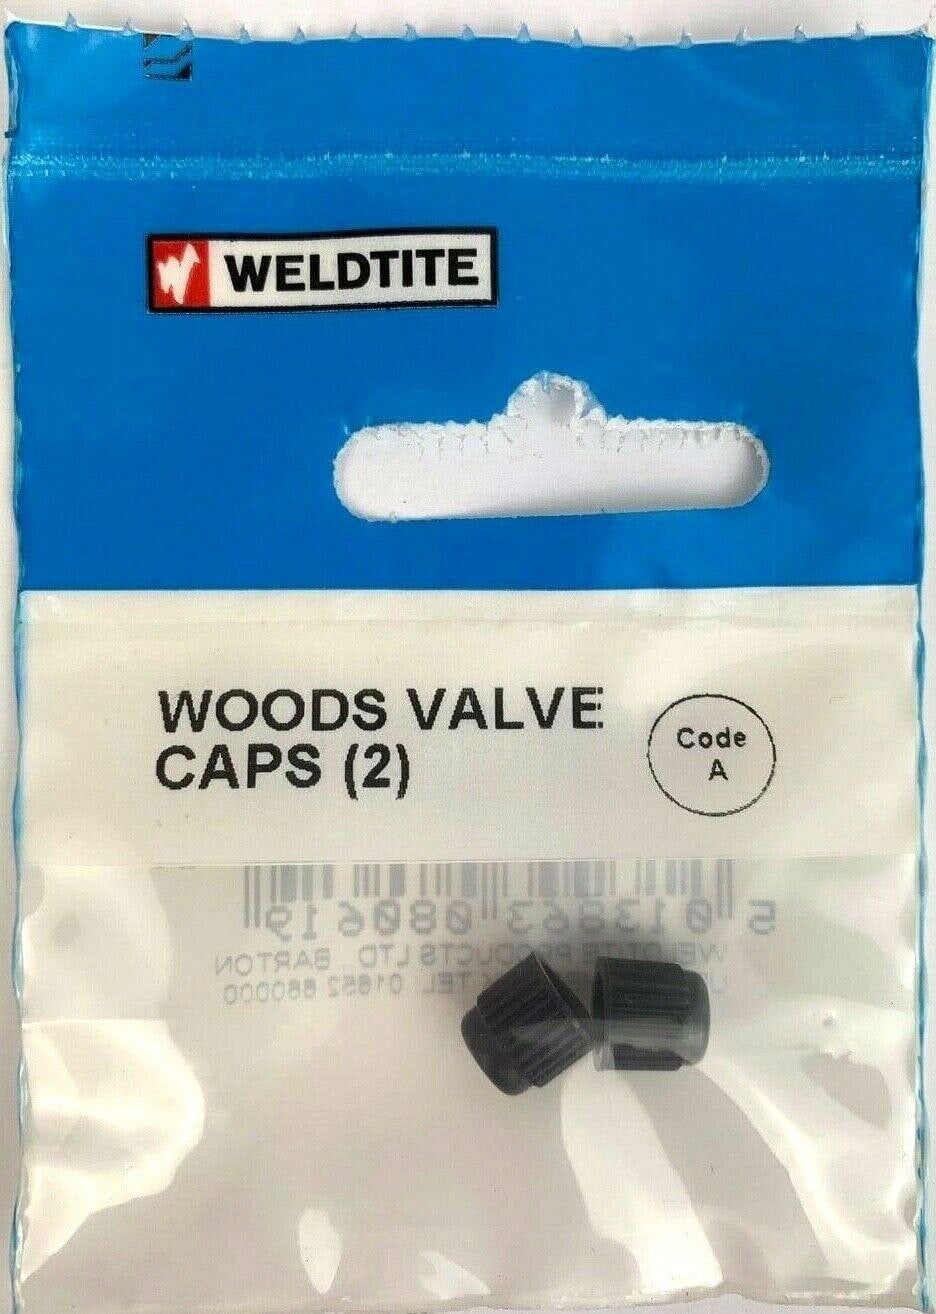 WELDTITE
WOODS VALVE
CAPS (2)
Code
A
5 013863 080619
WELDTITE PRODUCTS LTD. BARTON
TEL 01652 660000